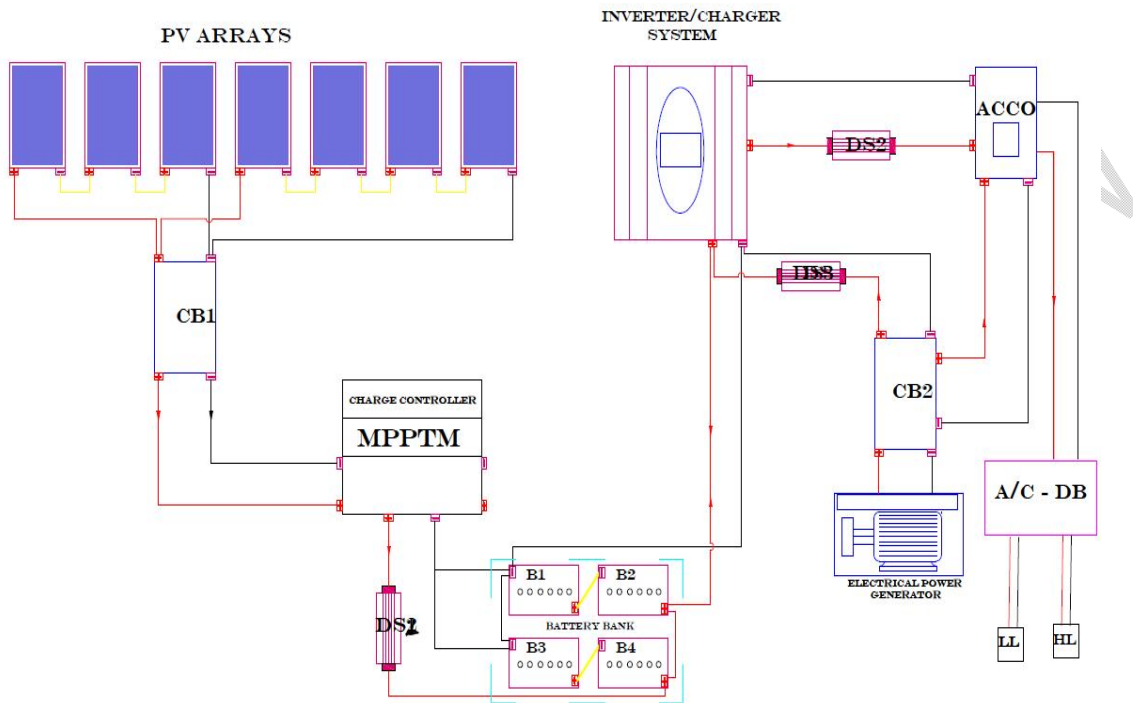 PV ARRAYS
INVERTER/CHARGER
SYSTEM
ACCO
DS2
CB1
CB2
CHARGE CONTROLLER
MPPTM
A/C - DB
B1
B2
BATTERY BANK
B3
B4
ELECTRICAL POWER
GENERATOR
LL
HL